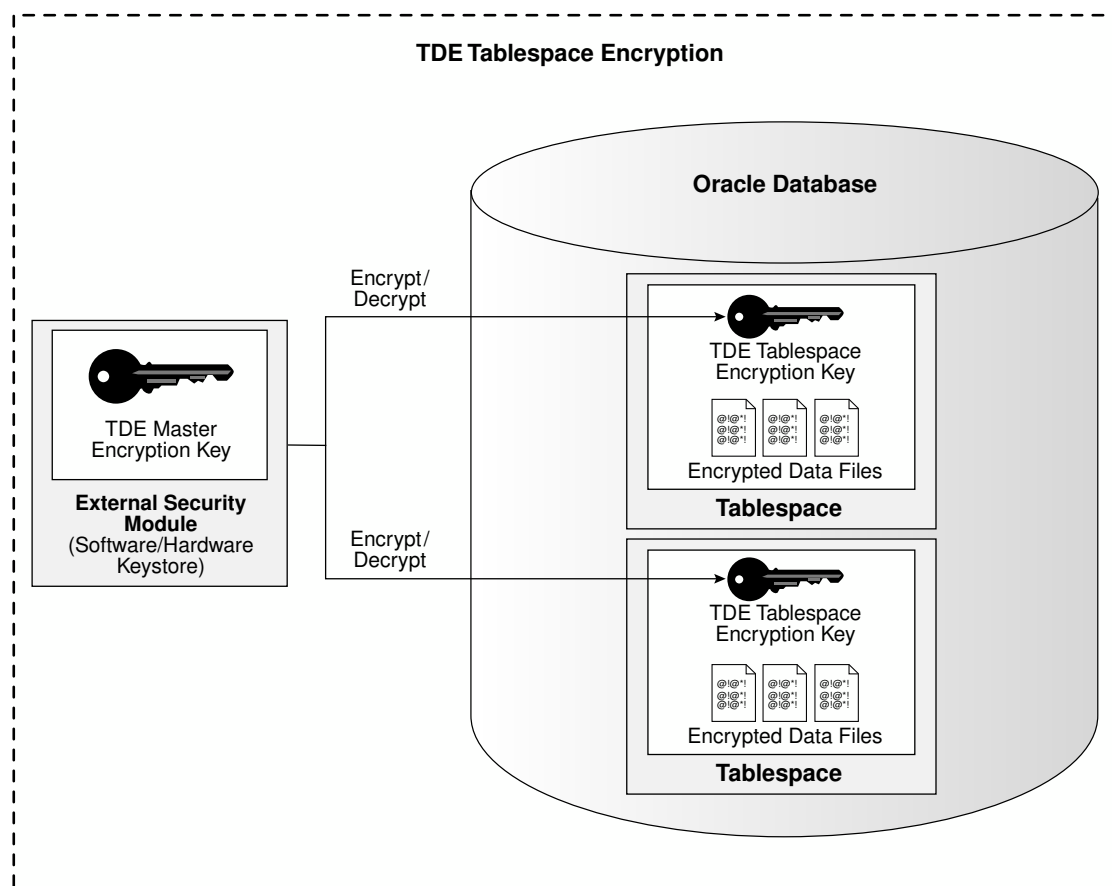 TDE Tablespace Encryption
Oracle Database
Encrypt/
Decrypt
TDE Master
Encryption Key
External Security
Module
(Software/Hardware
Keystore)
TDE Tablespace
Encryption Key
@!@*! @!@*! @!@*!
@!@*! @!@*! @!@*!
@!@*! @!@*! @!@*!
Encrypted Data Files
Tablespace
Encrypt/
Decrypt
TDE Tablespace
Encryption Key
@!@*! @!@*! @!@*!
@!@*! @!@*! @!@*!
@!@*! @!@*! @!@*!
Encrypted Data Files
Tablespace